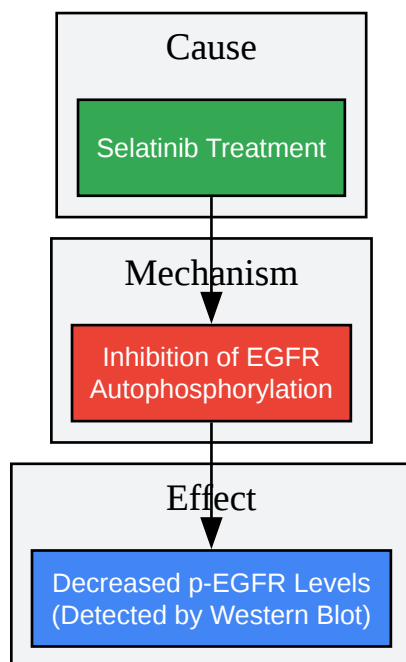 Cause
Selatinib Treatment
Mechanism
Inhibition of EGFR
Autophosphorylation
Effect
Decreased p-EGFR Levels
(Detected by Western Blot)